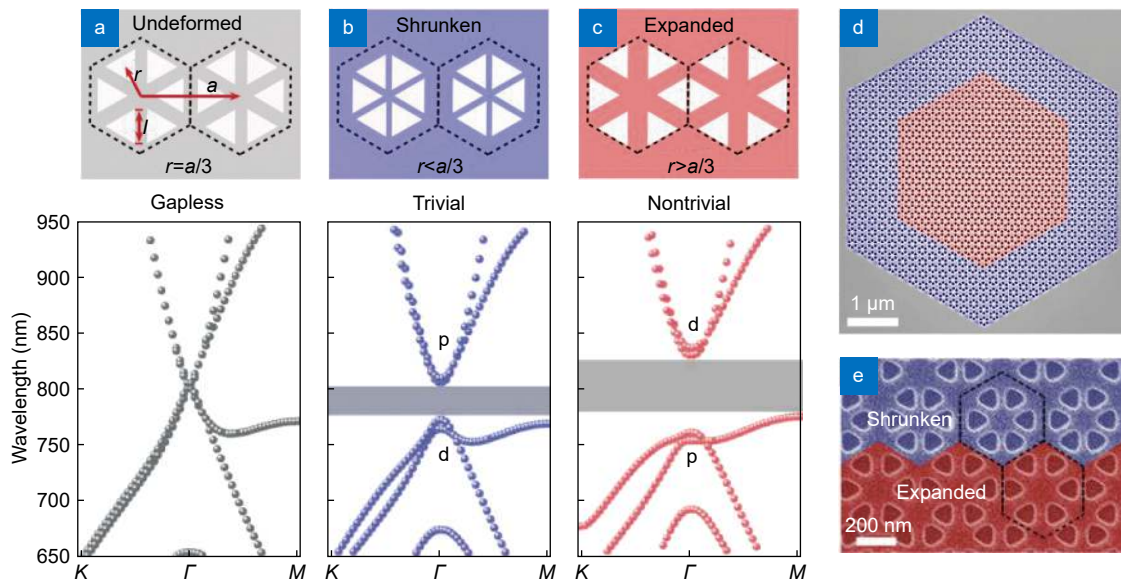 a
Undeformed
r
a
l
r=a/3
b
Shrunken
r<a/3
c
Expanded
r>a/3
d
1 μm
e
Shrunken
Expanded
200 nm
Gapless
Wavelength (nm)
950
900
850
800
750
700
650
K
Γ
M
Trivial
p
d
K
Γ
M
Nontrivial
d
p
K
Γ
M